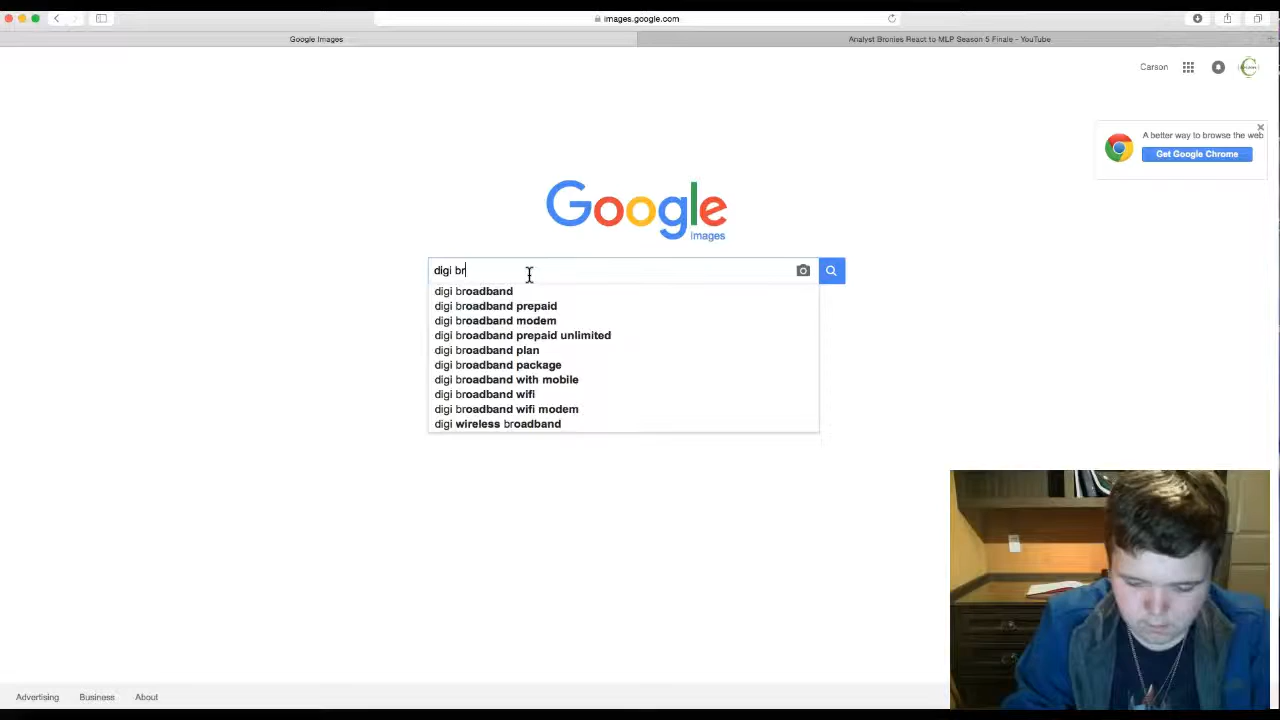 images.google.com
Google Images
Analyst Bronies React to MLP Season 5 Finale - YouTube
Carson
A better way to browse the web
Get Google Chrome
Google
images
digi br
digi broadband
digi broadband prepaid
digi broadband modem
digi broadband prepaid unlimited
digi broadband plan
digi broadband package
digi broadband with mobile
digi broadband wifi
digi broadband wifi modem
digi wireless broadband
Advertising
Business
About